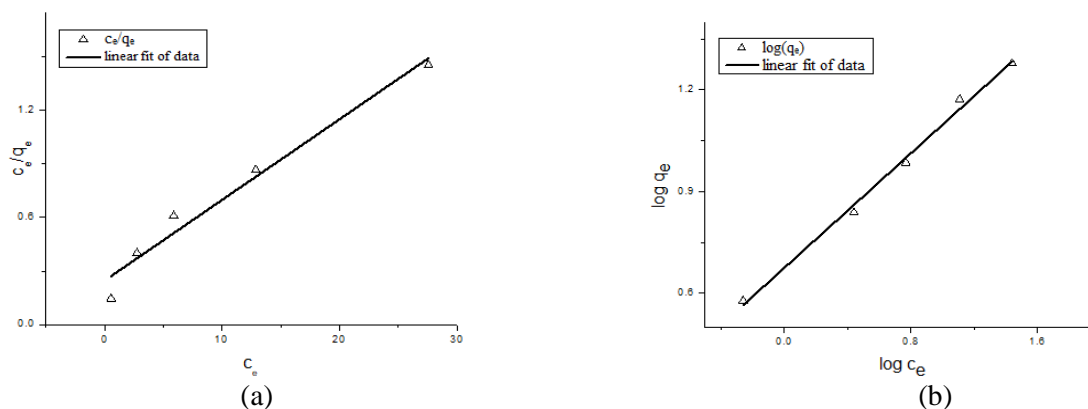 cₑ/qₑ
linear fit of data
cₑ/qₑ
1.2
0.6
0.0
0 10 20 30
cₑ
(a)
log(qₑ)
linear fit of data
log qₑ
1.2
0.9
0.6
0.0 0.8 1.6
log cₑ
(b)